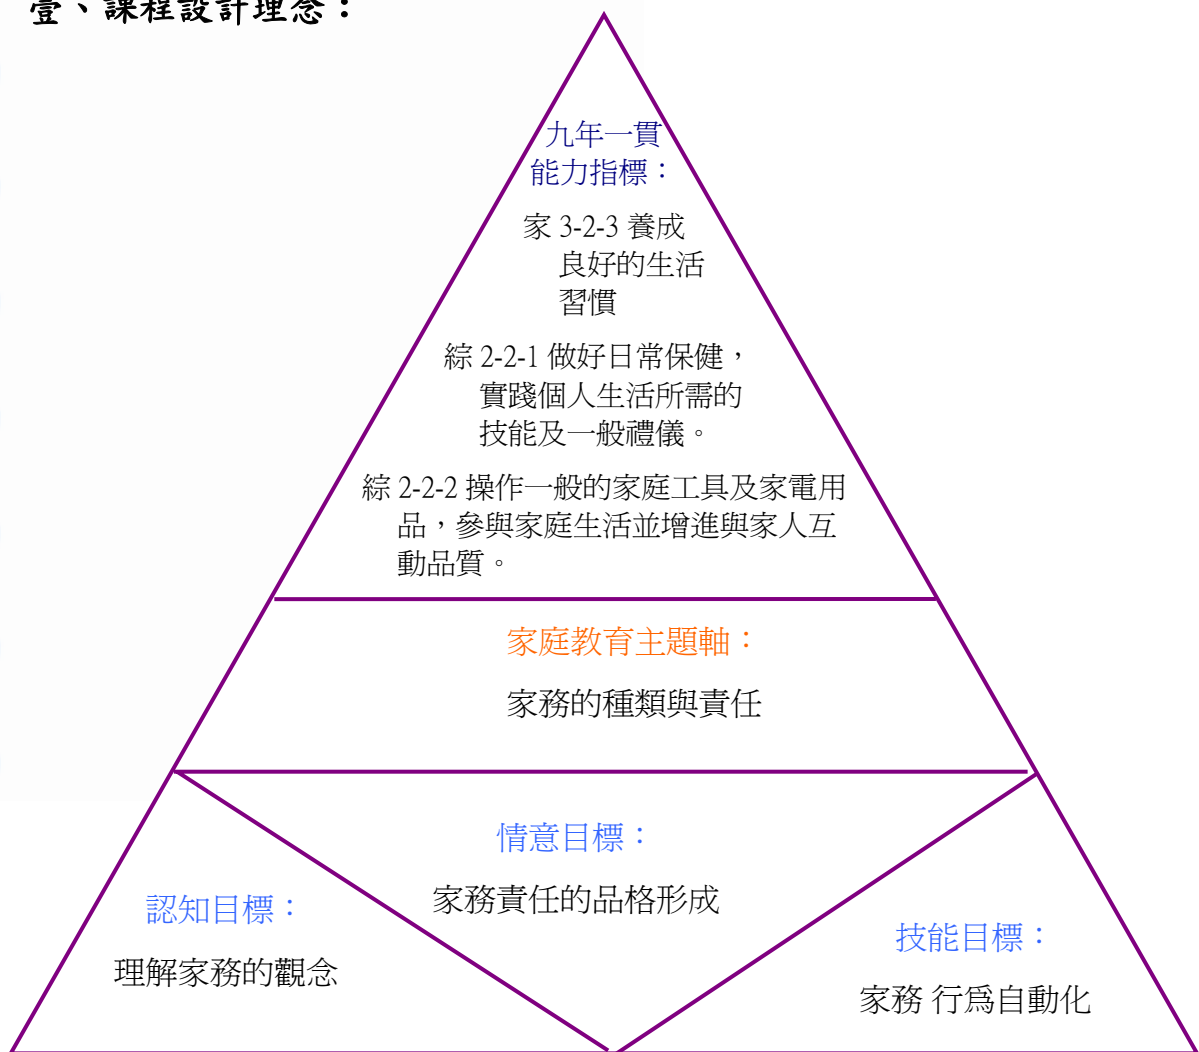 壹、課程設計理念：
九年一貫
能力指標：
家 3-2-3 養成
良好的生活
習慣
綜 2-2-1 做好日常保健，
實踐個人生活所需的
技能及一般禮儀。
綜 2-2-2 操作一般的家庭工具及家電用
品，參與家庭生活並增進與家人互
動品質。
家庭教育主題軸：
家務的種類與責任
情意目標：
家務責任的品格形成
認知目標：
理解家務的觀念
技能目標：
家務 行爲自動化